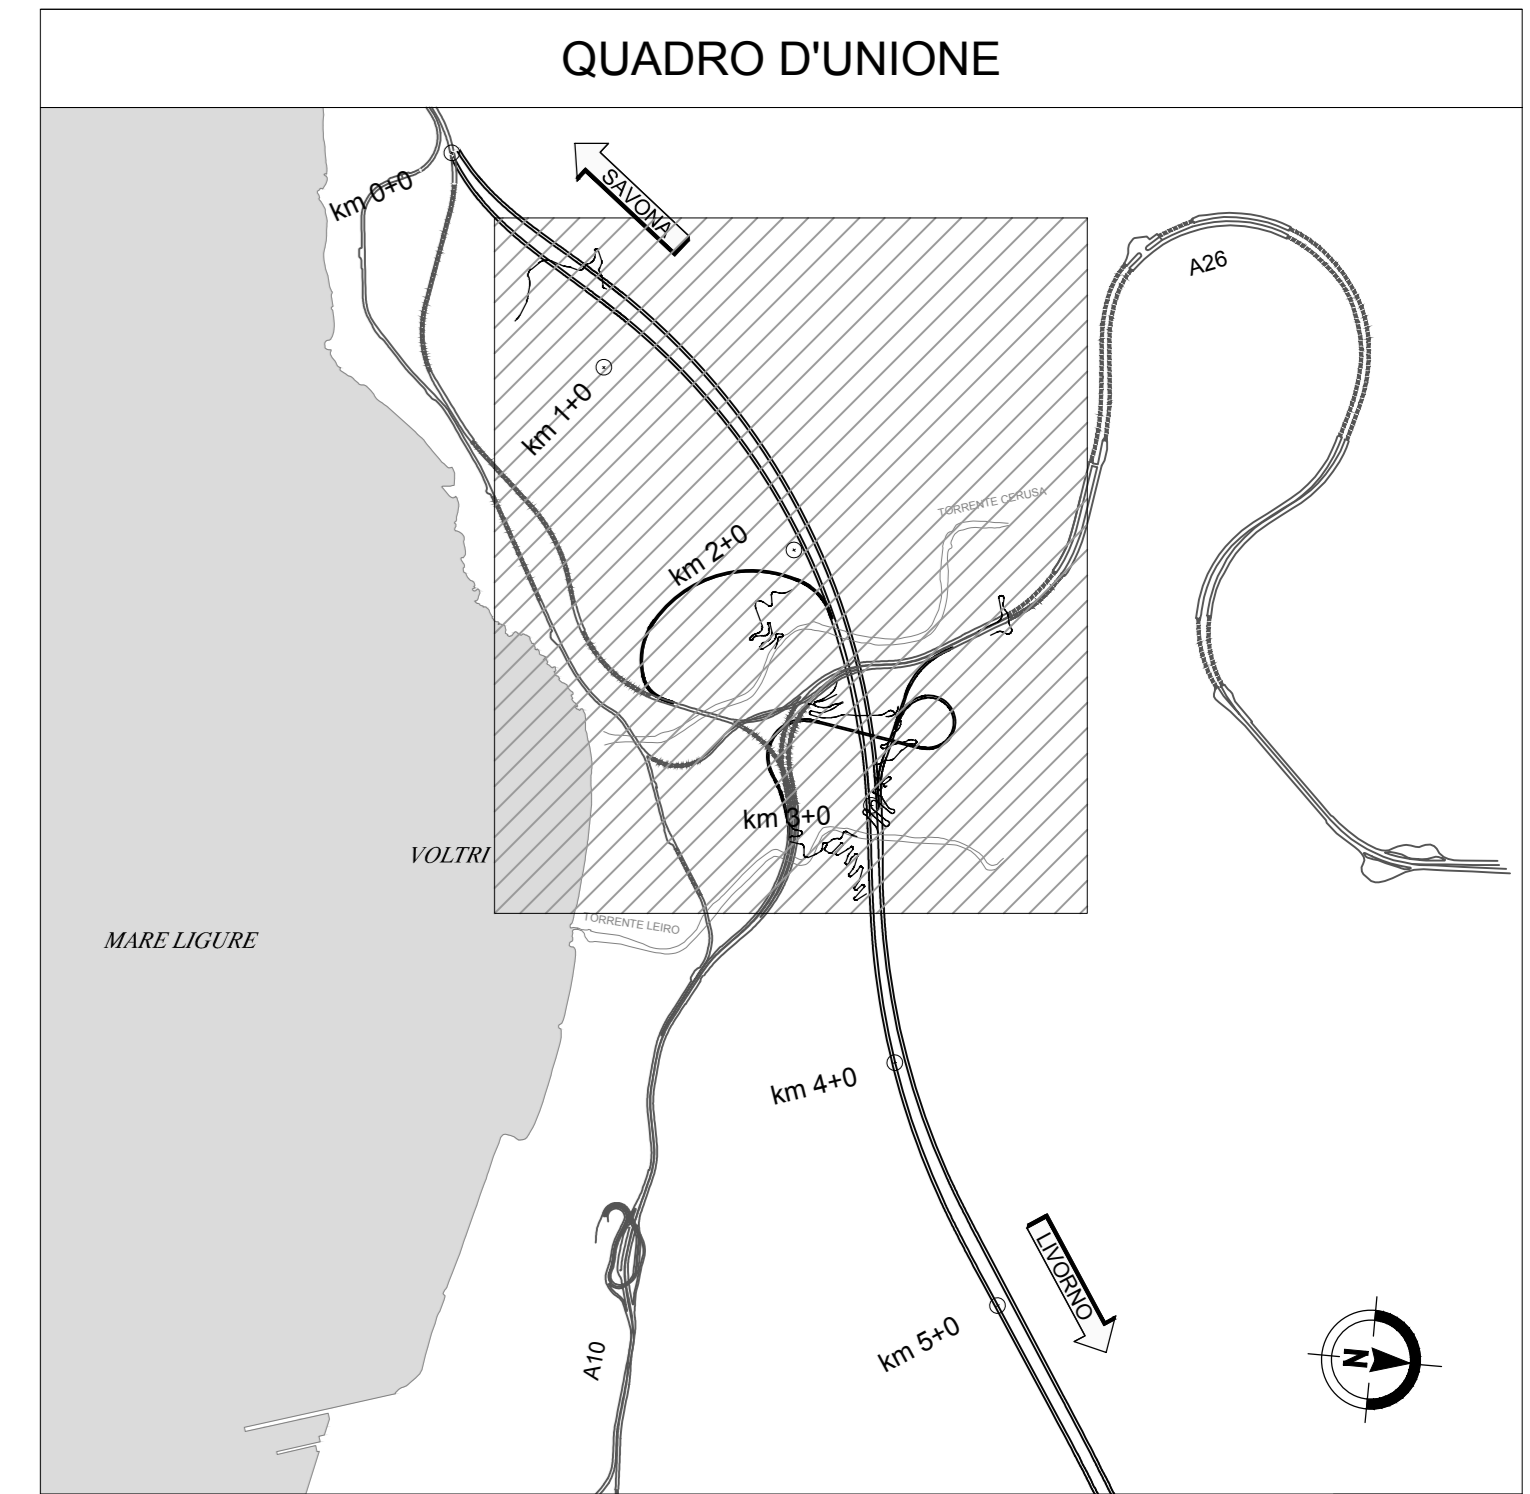 QUADRO D'UNIONE
km 0+0
SAVONA
A26
km 1+0
TORRENTE CERUSA
km 2+0
km 3+0
VOLTRI
TORRENTE LEIRO
MARE LIGURE
km 4+0
LIVORNO
km 5+0
A10
N